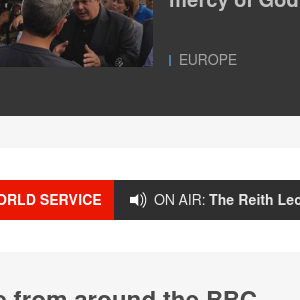 mercy of God
EUROPE
ORLD SERVICE
ON AIR: The Reith Lec
from around the BBC